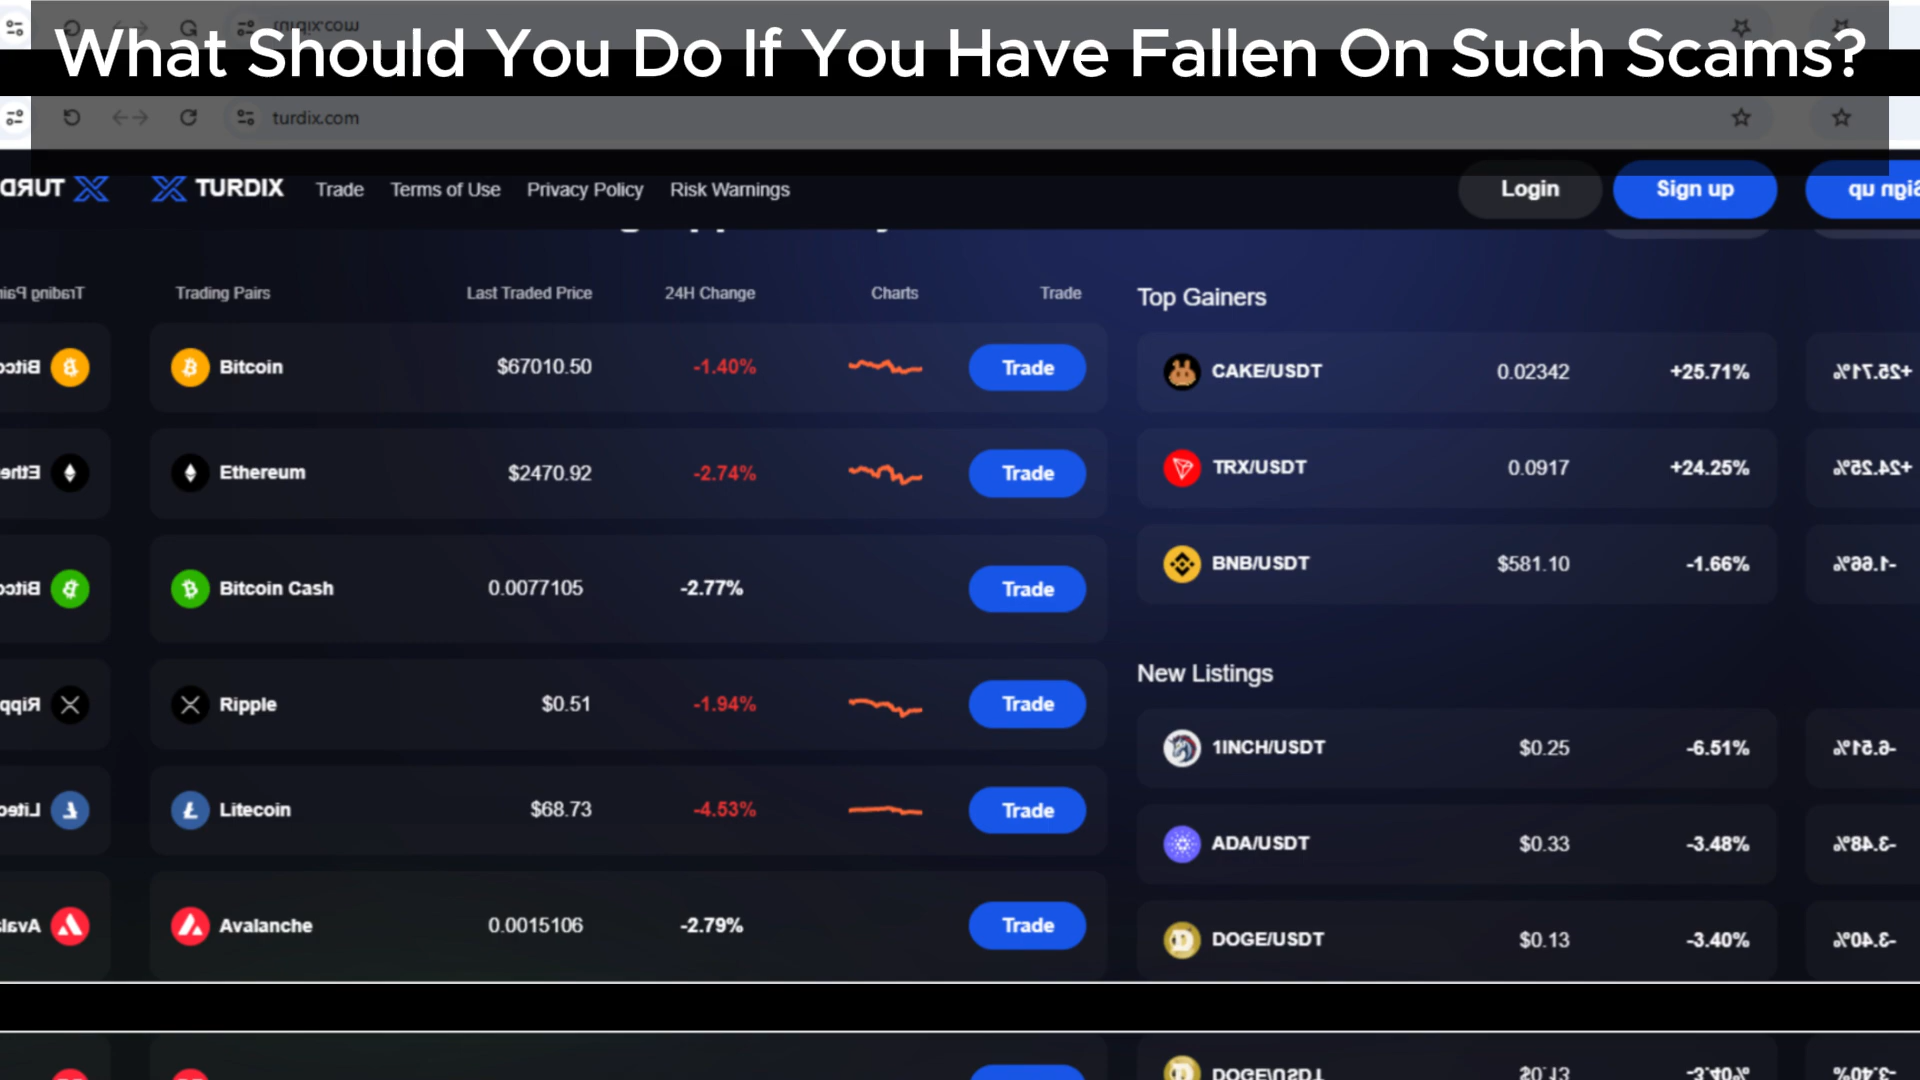 What Should You Do If You Have Fallen On Such Scams?
turdix.com
TURDIX Trade Terms of Use Privacy Policy Risk Warnings Login Sign up
Trading Pairs Last Traded Price 24H Change Charts Trade
Bitcoin $67010.50 -1.40% Trade
Ethereum $2470.92 -2.74% Trade
Bitcoin Cash 0.0077105 -2.77% Trade
Ripple $0.51 -1.94% Trade
Litecoin $68.73 -4.53% Trade
Avalanche 0.0015106 -2.79% Trade
Top Gainers
CAKE/USDT 0.02342 +25.71%
TRX/USDT 0.0917 +24.25%
BNB/USDT $581.10 -1.66%
New Listings
1INCH/USDT $0.25 -6.51%
ADA/USDT $0.33 -3.48%
DOGE/USDT $0.13 -3.40%